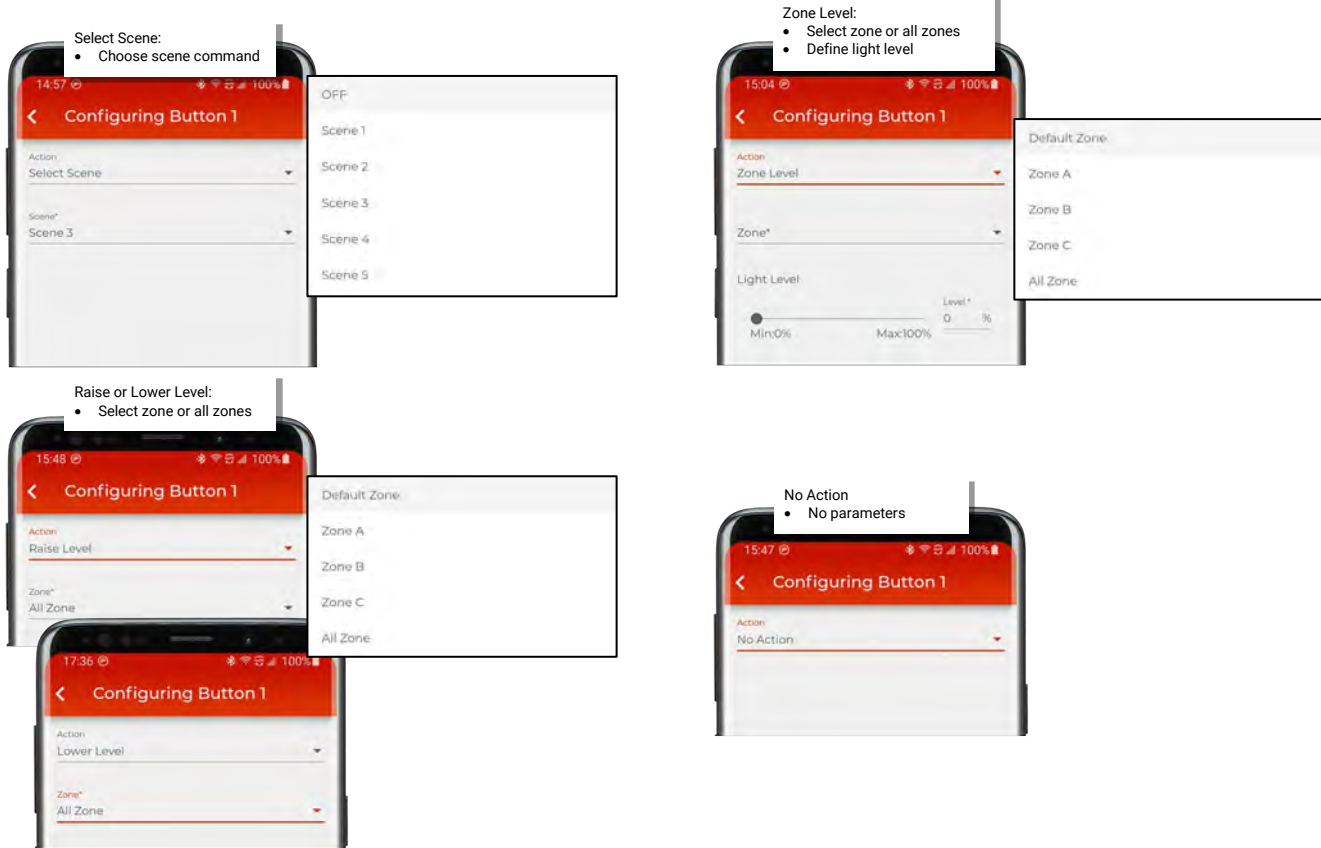 Select Scene:
• Choose scene command
14:57 100%
Configuring Button 1
Action
Select Scene
Scene*
Scene 3
OFF
Scene 1
Scene 2
Scene 3
Scene 4
Scene 5
Zone Level:
• Select zone or all zones
• Define light level
15:04 100%
Configuring Button 1
Action
Zone Level
Zone*
Light Level
Level *
0 %
Min:0% Max:100%
Default Zone
Zone A
Zone B
Zone C
All Zone
Raise or Lower Level:
• Select zone or all zones
15:48 100%
Configuring Button 1
Action
Raise Level
Zone*
All Zone
Default Zone
Zone A
Zone B
Zone C
All Zone
17:36 100%
Configuring Button 1
Action
Lower Level
Zone*
All Zone
No Action
• No parameters
15:47 100%
Configuring Button 1
Action
No Action